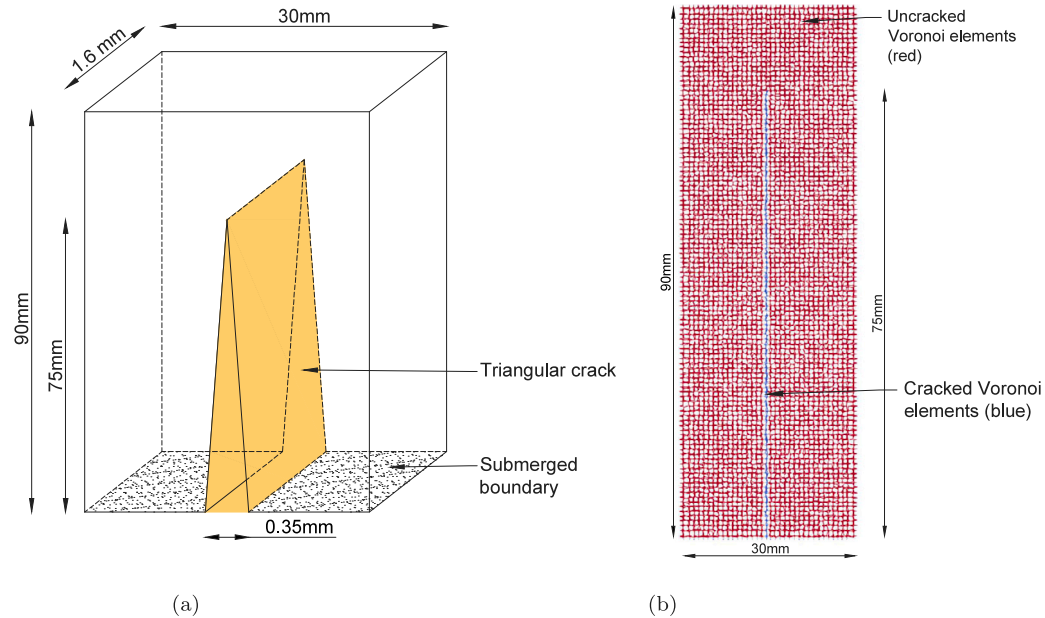 30mm
1.6 mm
90mm
75mm
Triangular crack
Submerged
boundary
0.35mm
(a)
Uncracked
Voronoi elements
(red)
90mm
75mm
Cracked Voronoi
elements (blue)
30mm
(b)